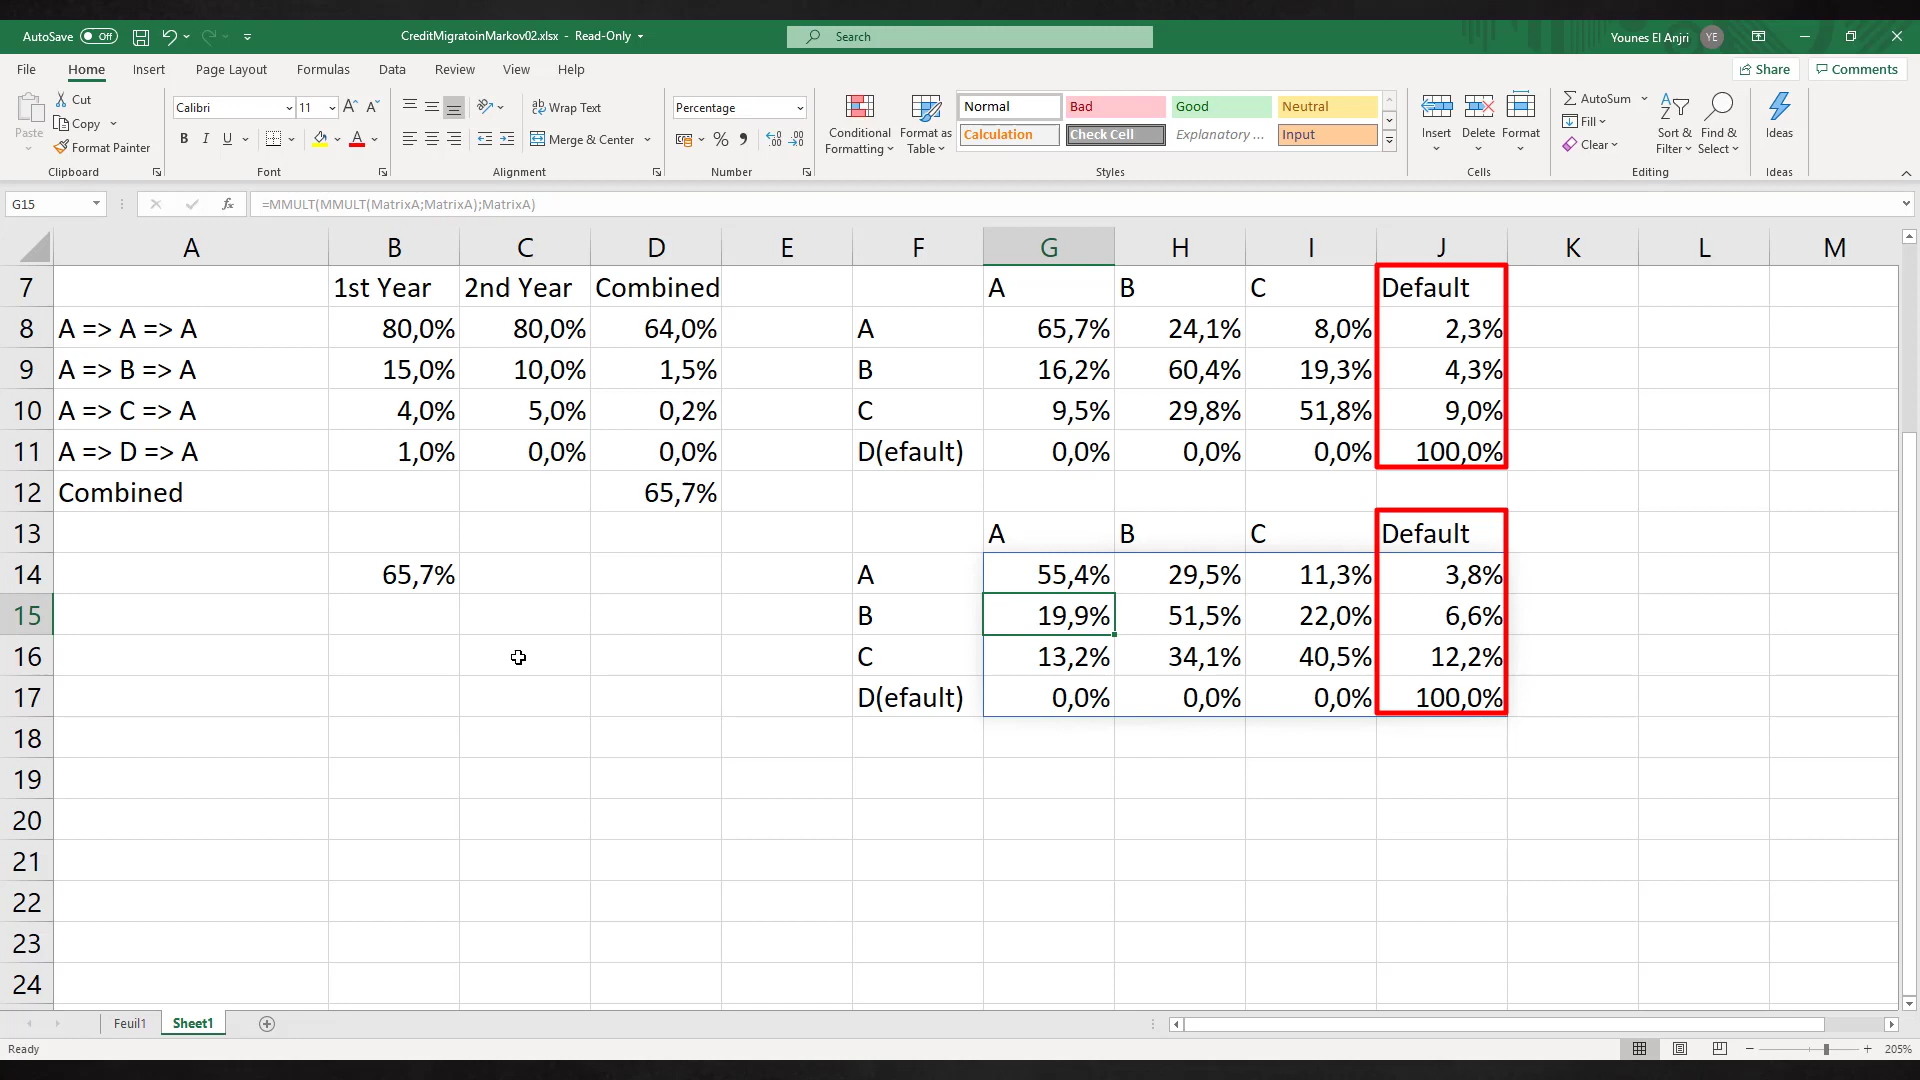 AutoSave Off CreditMigratoinMarkov02.xlsx - Read-Only Search Younes El Anjri YE
File Home Insert Page Layout Formulas Data Review View Help Share Comments
Paste Cut Copy Format Painter Clipboard
Calibri 11 B I U A Font
Wrap Text Merge & Center Alignment
Percentage % Number
Conditional Formatting Format as Table
Normal Bad Good Neutral
Calculation Check Cell Explanatory ... Input
Styles
Insert Delete Format Cells
AutoSum Fill Clear Sort & Filter Find & Select Editing
Ideas Ideas
G15 fx =MMULT(MMULT(MatrixA;MatrixA);MatrixA)
A B C D E F G H I J K L M
7 1st Year 2nd Year Combined A B C Default
8 A => A => A 80,0% 80,0% 64,0% A 65,7% 24,1% 8,0% 2,3%
9 A => B => A 15,0% 10,0% 1,5% B 16,2% 60,4% 19,3% 4,3%
10 A => C => A 4,0% 5,0% 0,2% C 9,5% 29,8% 51,8% 9,0%
11 A => D => A 1,0% 0,0% 0,0% D(efault) 0,0% 0,0% 0,0% 100,0%
12 Combined 65,7%
13 A B C Default
14 65,7% A 55,4% 29,5% 11,3% 3,8%
15 B 19,9% 51,5% 22,0% 6,6%
16 C 13,2% 34,1% 40,5% 12,2%
17 D(efault) 0,0% 0,0% 0,0% 100,0%
18
19
20
21
22
23
24
Feuil1 Sheet1
Ready 205%